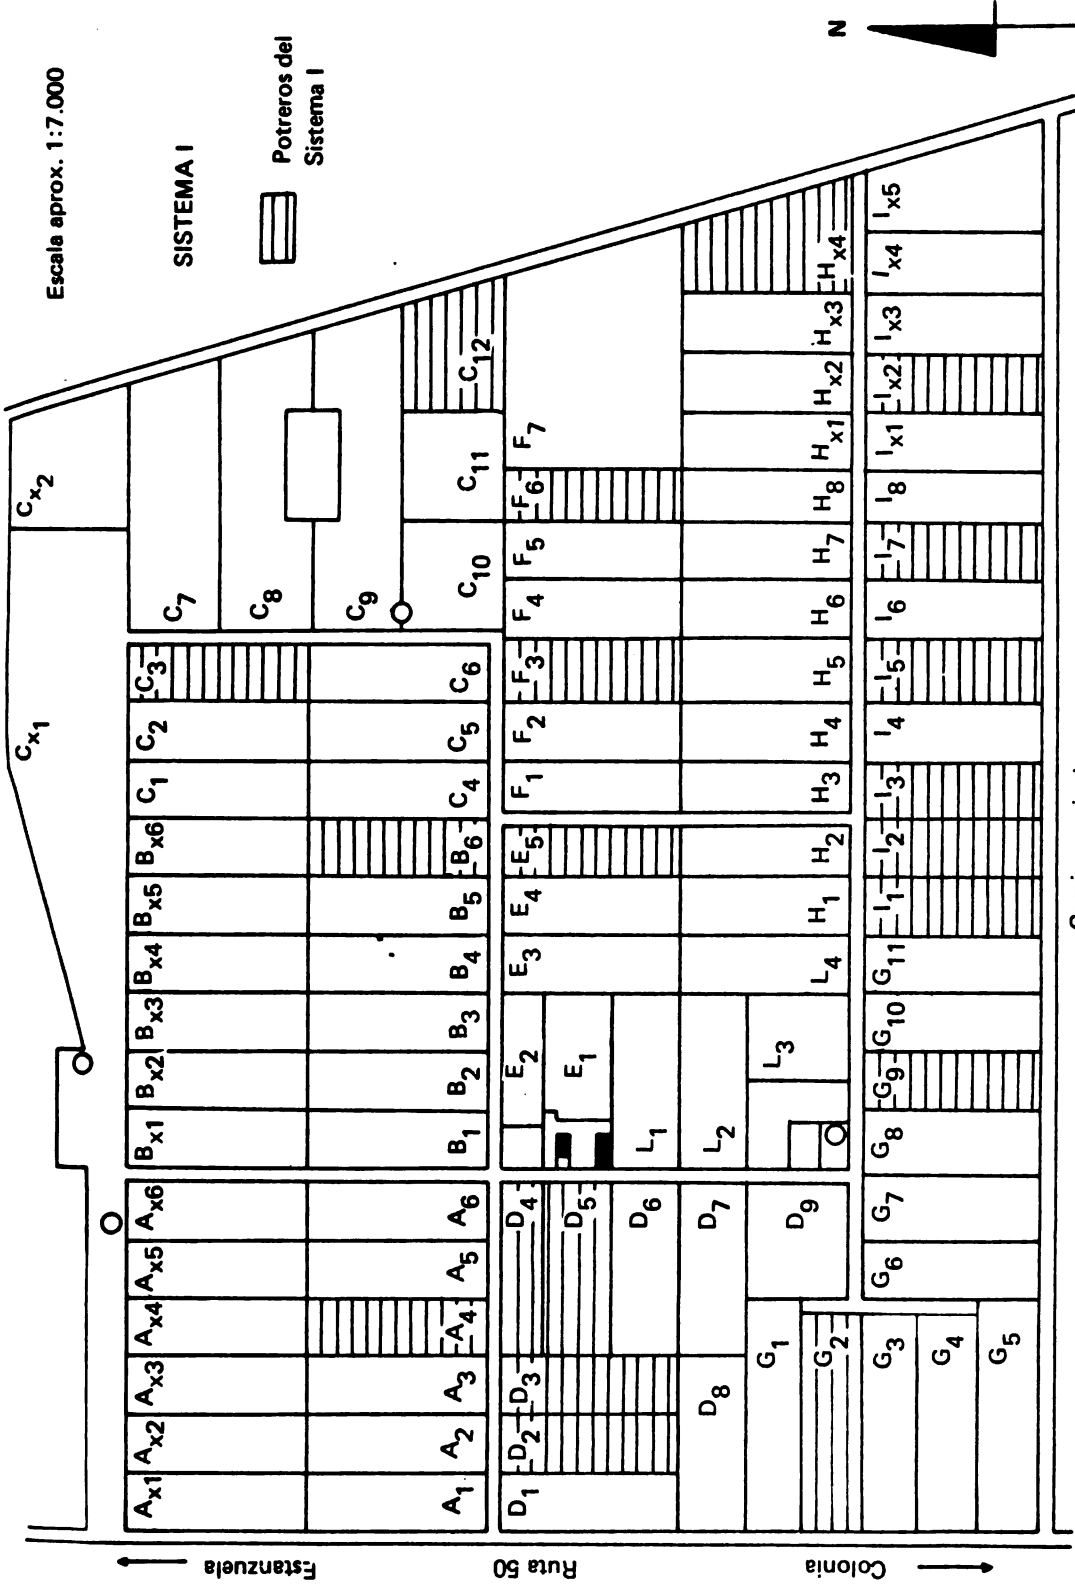 Escala aprox. 1:7.000
SISTEMA I
Potreros del
Sistema I
N
Cx1
Cx2
Ax1 Ax2 Ax3 Ax4 Ax5 Ax6 Bx1 Bx2 Bx3 Bx4 Bx5 Bx6 C1 C2 C3
C7
C8
C9
A1 A2 A3 A4 A5 A6 B1 B2 B3 B4 B5 B6 C4 C5 C6 C10 C11 C12
D1 D2 D3 D4 E2 E3 E4 E5 F1 F2 F3 F4 F5 F6 F7
D5 E1
D6 L1
D8 D7 L2
G1 D9 L3 L4 H1 H2 H3 H4 H5 H6 H7 H8 Hx1 Hx2 Hx3 Hx4
G2
G3 G6 G7 G8 G9 G10 G11 I1 I2 I3 I4 I5 I6 I7 I8 Ix1 Ix2 Ix3 Ix4 Ix5
G4
G5
Estanzuela
Ruta 50
Colonia